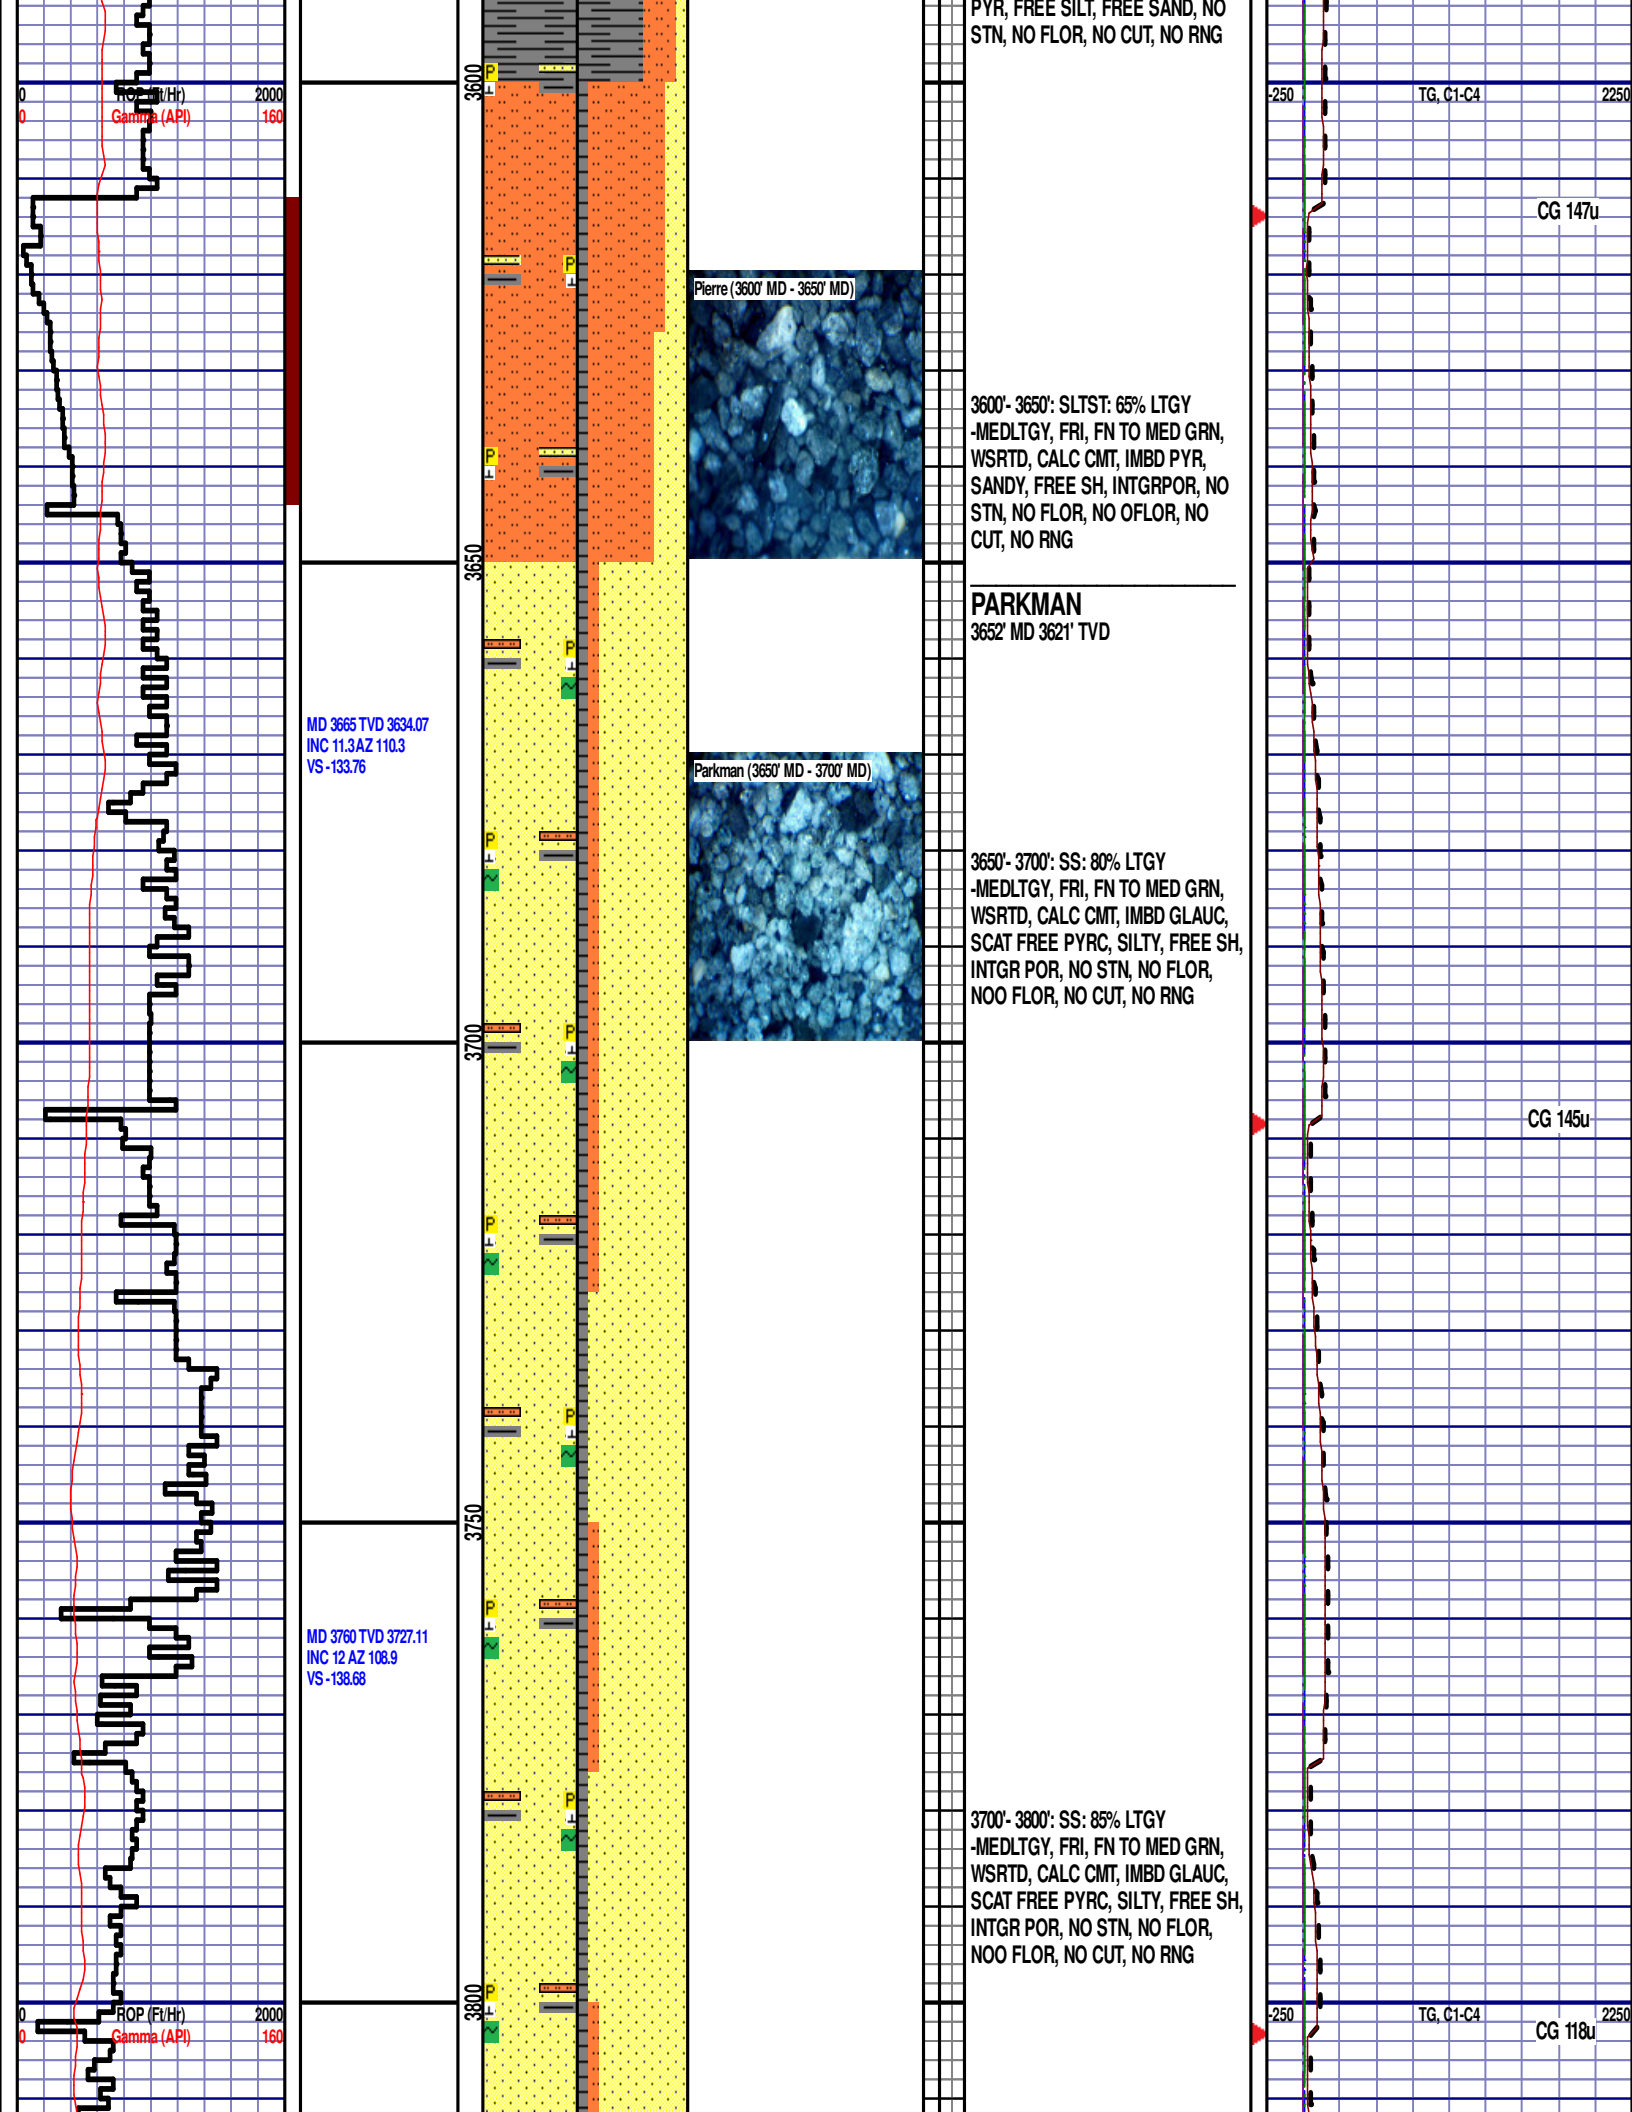 PYR, FREE SILT, FREE SAND, NO
STN, NO FLOR, NO CUT, NO RNG
3600
0 ROP (Ft/Hr) 2000
0 Gamma (API) 160
-250 TG, C1-C4 2250
CG 147u
Pierre (3600' MD - 3650' MD)
3600'- 3650': SLTST: 65% LTGY
-MEDLTGY, FRI, FN TO MED GRN,
WSRTD, CALC CMT, IMBD PYR,
SANDY, FREE SH, INTGRPOR, NO
STN, NO FLOR, NO OFLOR, NO
CUT, NO RNG
3650
PARKMAN
3652' MD 3621' TVD
MD 3665 TVD 3634.07
INC 11.3 AZ 110.3
VS -133.76
Parkman (3650' MD - 3700' MD)
3650'- 3700': SS: 80% LTGY
-MEDLTGY, FRI, FN TO MED GRN,
WSRTD, CALC CMT, IMBD GLAUC,
SCAT FREE PYRC, SILTY, FREE SH,
INTGR POR, NO STN, NO FLOR,
NOO FLOR, NO CUT, NO RNG
3700
CG 145u
3750
MD 3760 TVD 3727.11
INC 12 AZ 108.9
VS -138.68
3700'- 3800': SS: 85% LTGY
-MEDLTGY, FRI, FN TO MED GRN,
WSRTD, CALC CMT, IMBD GLAUC,
SCAT FREE PYRC, SILTY, FREE SH,
INTGR POR, NO STN, NO FLOR,
NOO FLOR, NO CUT, NO RNG
3800
0 ROP (Ft/Hr) 2000
0 Gamma (API) 160
-250 TG, C1-C4 2250
CG 118u
P
P
P
P
P
P
P
P
P
P
P